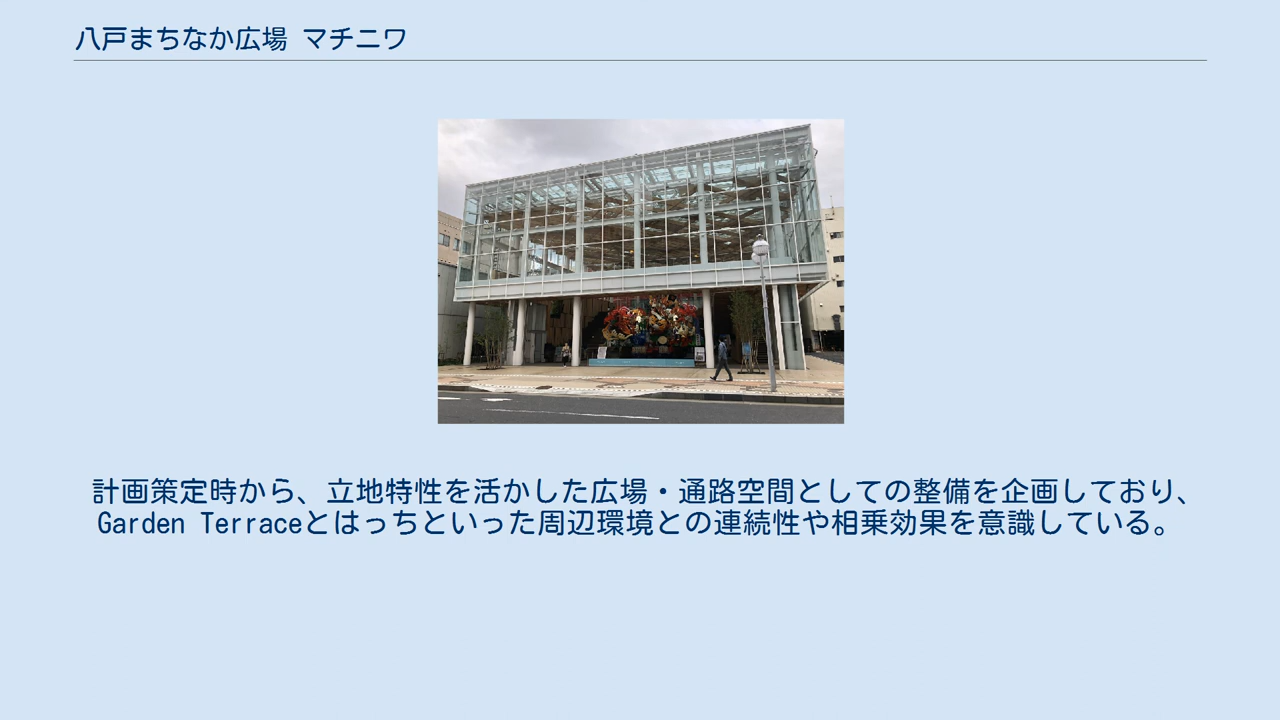 八戸まちなか広場 マチニワ
計画策定時から、立地特性を活かした広場・通路空間としての整備を企画しており、
Garden Terraceとはっちといった周辺環境との連続性や相乗効果を意識している。